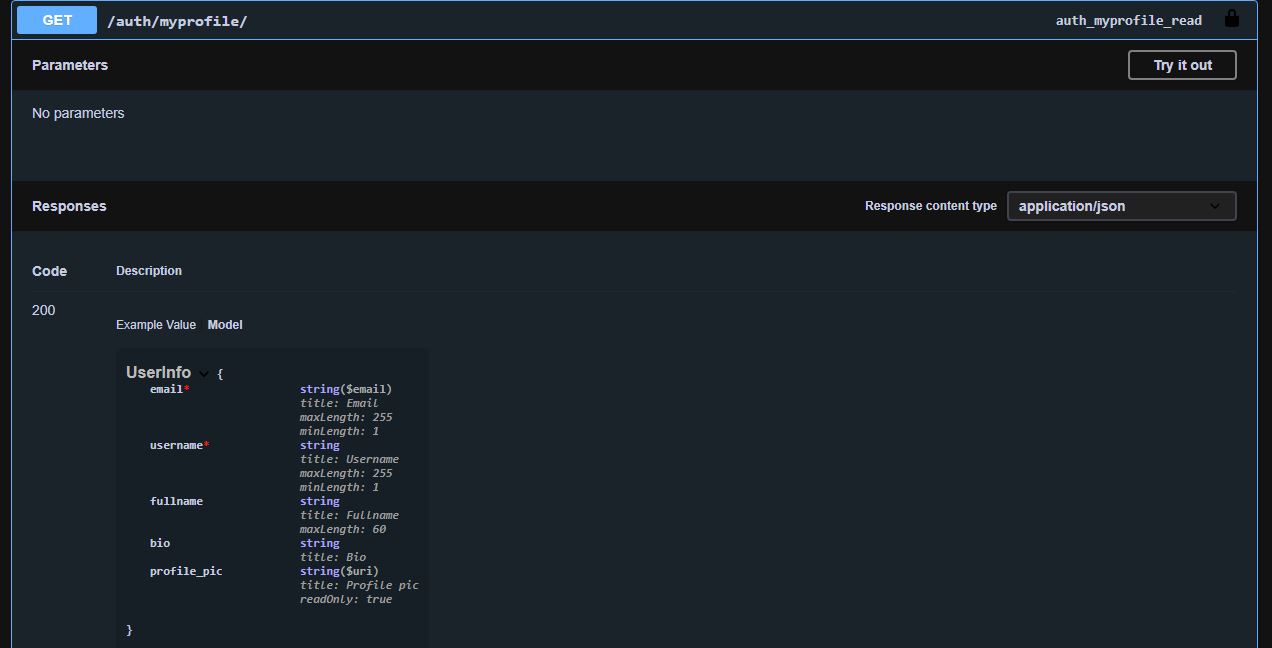 GET /auth/myprofile/ auth_myprofile_read
Parameters Try it out
No parameters
Responses Response content type application/json
Code Description
200
Example Value Model
UserInfo {
email* string($email)
title: Email
maxLength: 255
minLength: 1
username* string
title: Username
maxLength: 255
minLength: 1
fullname string
title: Fullname
maxLength: 60
bio string
title: Bio
profile_pic string($uri)
title: Profile pic
readOnly: true
}